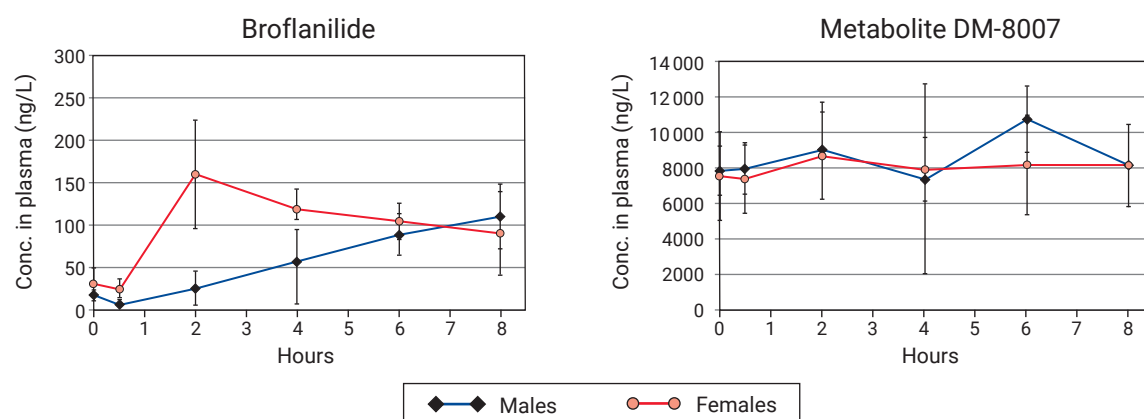 Broflanilide
Conc. in plasma (ng/L)
300
250
200
150
100
50
0
0 1 2 3 4 5 6 7 8
Hours
Metabolite DM-8007
Conc. in plasma (ng/L)
14 000
12 000
10 000
8000
6000
4000
2000
0
0 1 2 3 4 5 6 7 8
Hours
Males Females